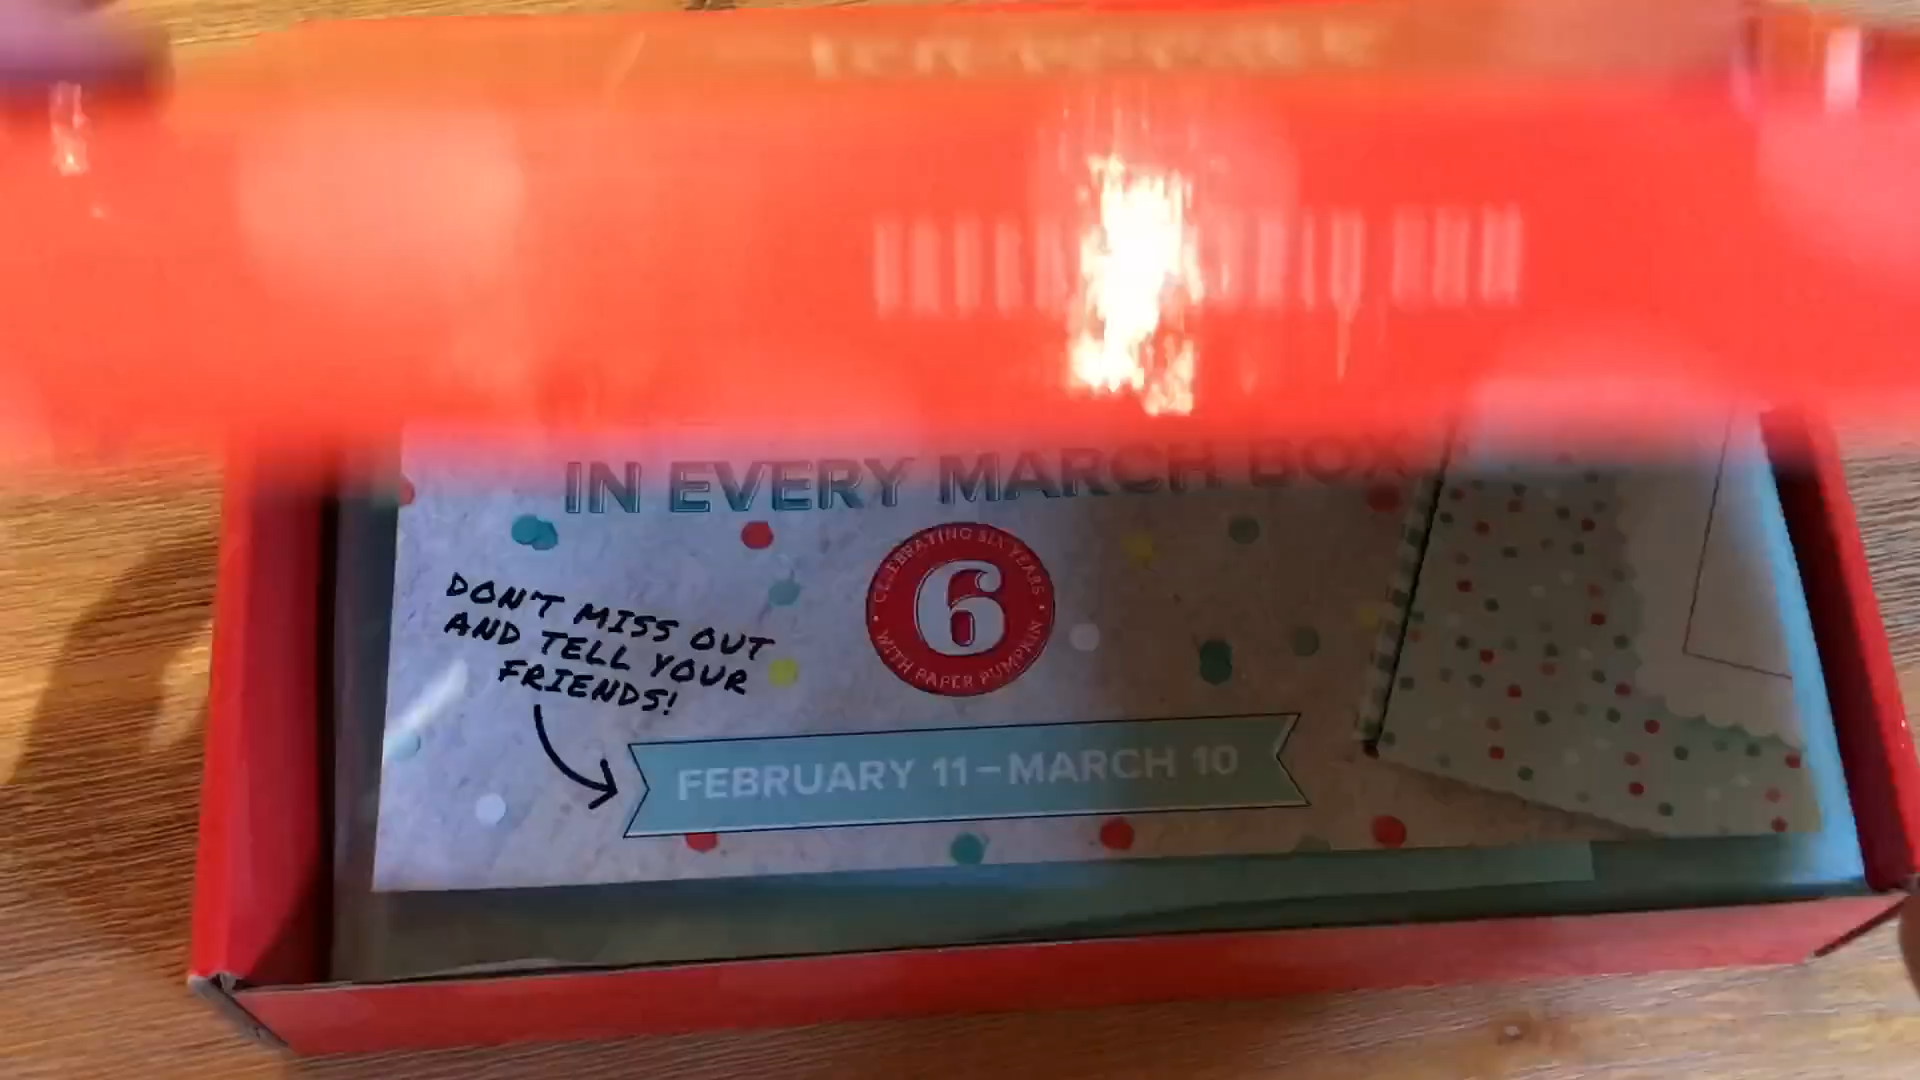 IN EVERY MARCH BOX
CELEBRATING SIX YEARS
6
WITH PAPER PUMPKIN
DON'T MISS OUT
AND TELL YOUR
FRIENDS!
FEBRUARY 11–MARCH 10